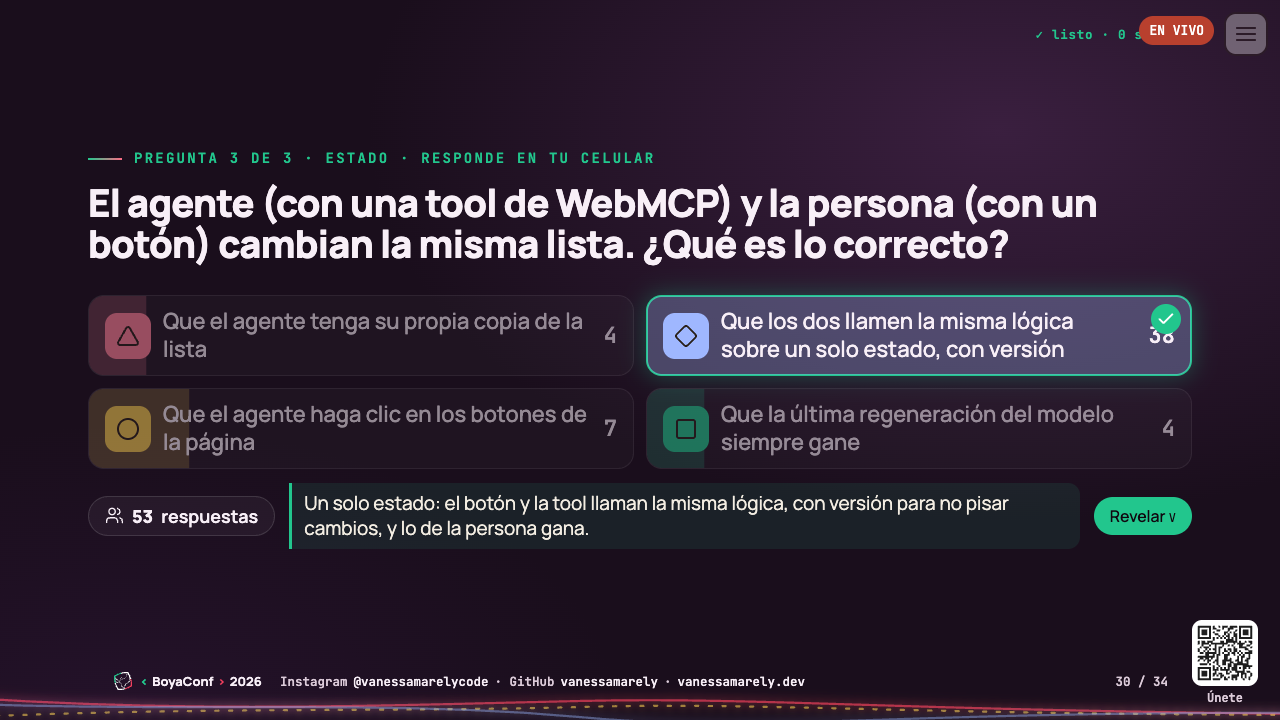 ✓ listo · 0 s
EN VIVO
PREGUNTA 3 DE 3 · ESTADO · RESPONDE EN TU CELULAR
El agente (con una tool de WebMCP) y la persona (con un
botón) cambian la misma lista. ¿Qué es lo correcto?
Que el agente tenga su propia copia de la
lista
4
Que los dos llamen la misma lógica
sobre un solo estado, con versión
38
Que el agente haga clic en los botones de
la página
7
Que la última regeneración del modelo
siempre gane
4
53 respuestas
Un solo estado: el botón y la tool llaman la misma lógica, con versión para no pisar
cambios, y lo de la persona gana.
Revelar V
‹ BoyaConf › 2026 Instagram @vanessamarelycode · GitHub vanessamarely · vanessamarely.dev
30 / 34
Únete